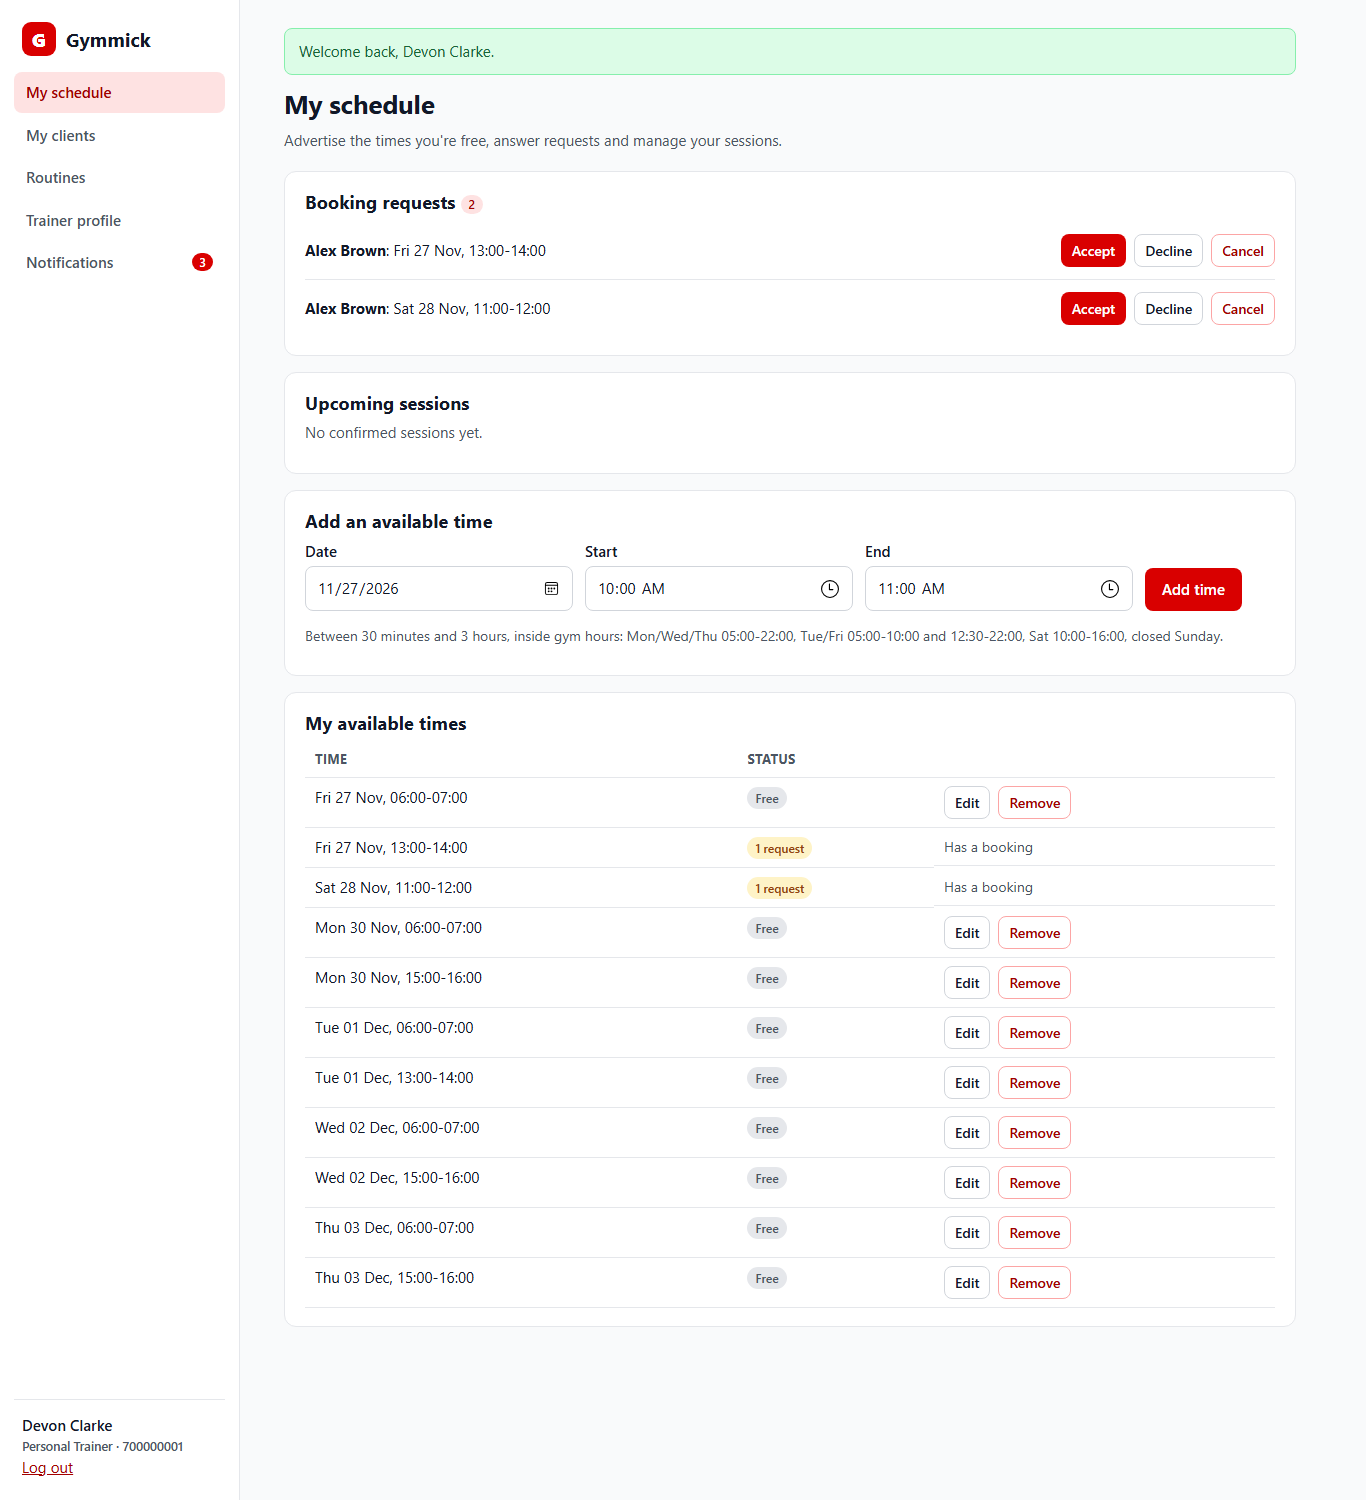 G Gymmick
My schedule
My clients
Routines
Trainer profile
Notifications 3
Welcome back, Devon Clarke.
My schedule
Advertise the times you're free, answer requests and manage your sessions.
Booking requests 2
Alex Brown: Fri 27 Nov, 13:00-14:00 Accept Decline Cancel
Alex Brown: Sat 28 Nov, 11:00-12:00 Accept Decline Cancel
Upcoming sessions
No confirmed sessions yet.
Add an available time
Date Start End
11/27/2026 10:00 AM 11:00 AM Add time
Between 30 minutes and 3 hours, inside gym hours: Mon/Wed/Thu 05:00-22:00, Tue/Fri 05:00-10:00 and 12:30-22:00, Sat 10:00-16:00, closed Sunday.
My available times
TIME STATUS
Fri 27 Nov, 06:00-07:00 Free Edit Remove
Fri 27 Nov, 13:00-14:00 1 request Has a booking
Sat 28 Nov, 11:00-12:00 1 request Has a booking
Mon 30 Nov, 06:00-07:00 Free Edit Remove
Mon 30 Nov, 15:00-16:00 Free Edit Remove
Tue 01 Dec, 06:00-07:00 Free Edit Remove
Tue 01 Dec, 13:00-14:00 Free Edit Remove
Wed 02 Dec, 06:00-07:00 Free Edit Remove
Wed 02 Dec, 15:00-16:00 Free Edit Remove
Thu 03 Dec, 06:00-07:00 Free Edit Remove
Thu 03 Dec, 15:00-16:00 Free Edit Remove
Devon Clarke
Personal Trainer · 700000001
Log out